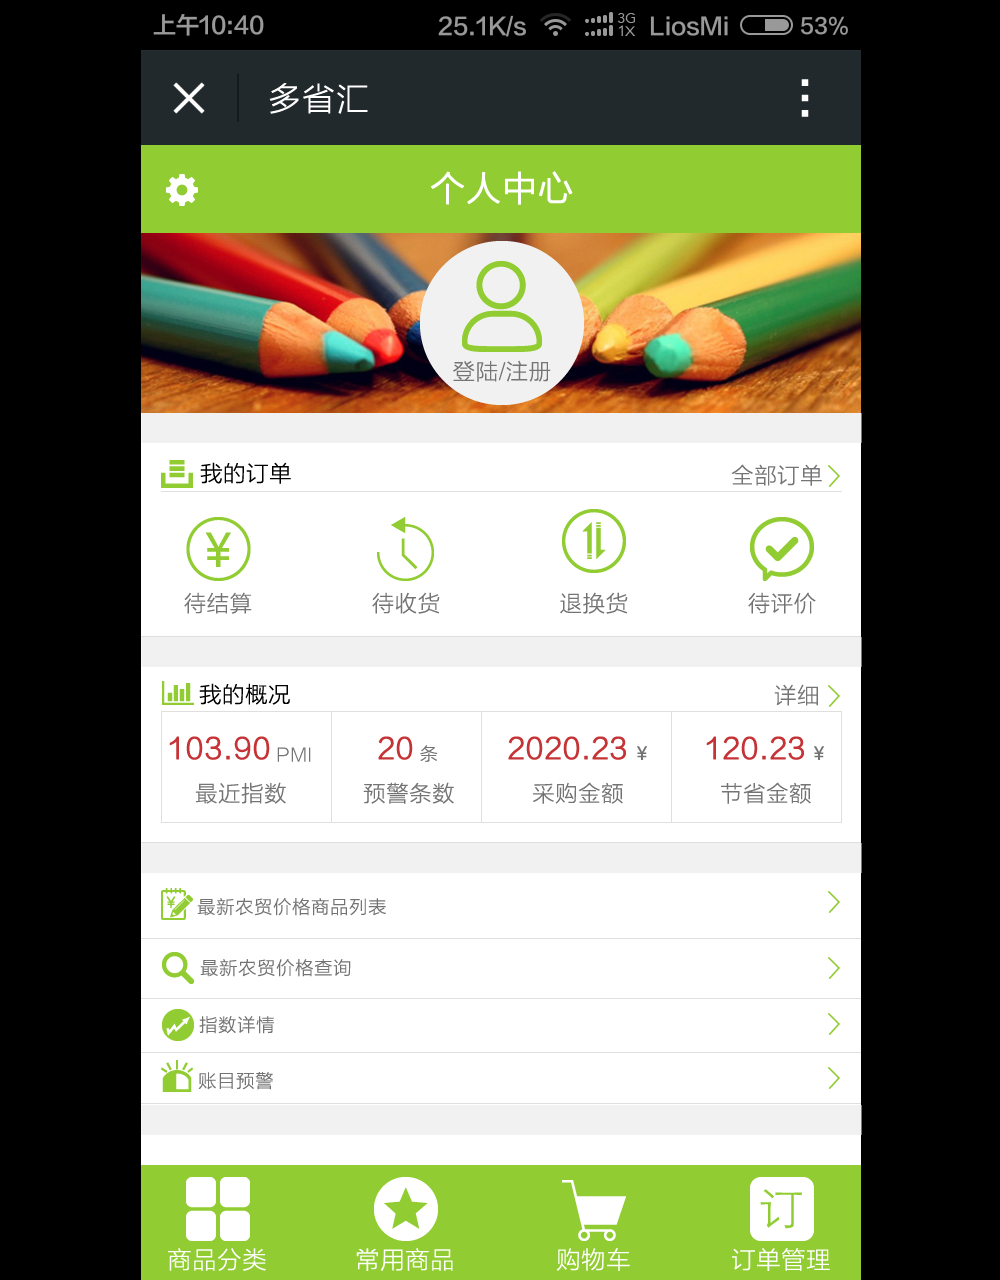 上午10:40 25.1K/s 3G 1X LiosMi 53%
多省汇
个人中心
登陆/注册
我的订单 全部订单
待结算 待收货 退换货 待评价
我的概况 详细
103.90 PMI 20 条 2020.23 ¥ 120.23 ¥
最近指数 预警条数 采购金额 节省金额
最新农贸价格商品列表
最新农贸价格查询
指数详情
账目预警
订
商品分类 常用商品 购物车 订单管理